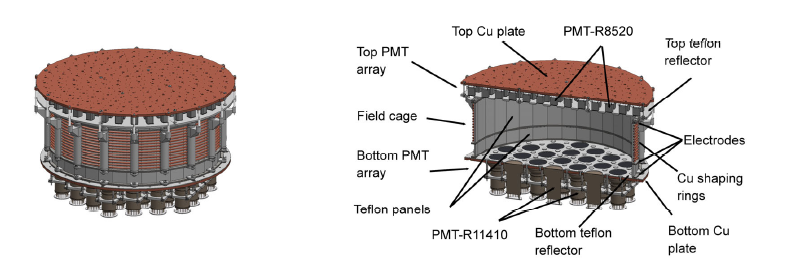 Top Cu plate
PMT-R8520
Top PMT
array
Top teflon
reflector
Field cage
Electrodes
Bottom PMT
array
Cu shaping
rings
Teflon panels
PMT-R11410
Bottom teflon
reflector
Bottom Cu
plate